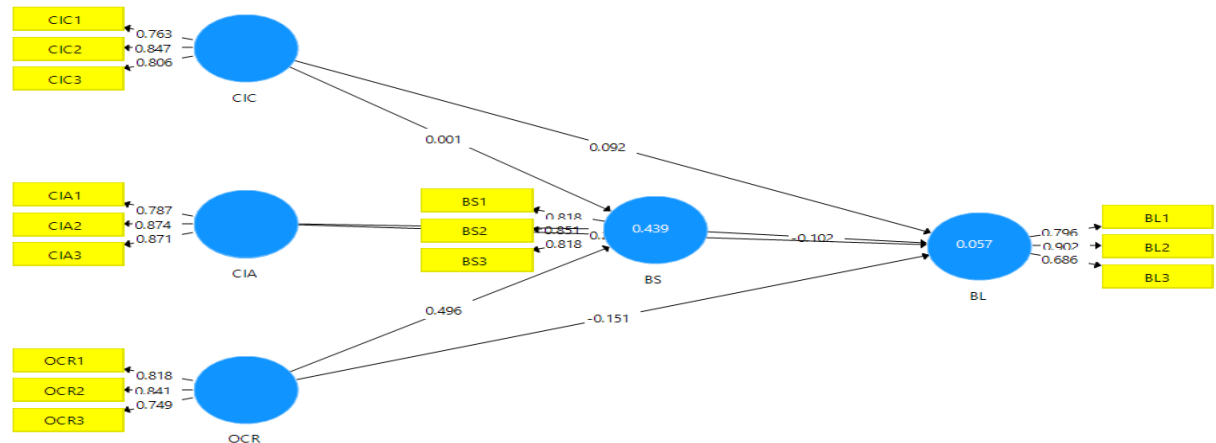 CIC1
0.763
CIC2
0.847
CIC3
0.806
CIC
0.001
0.092
CIA1
0.787
CIA2
0.874
CIA3
0.871
CIA
BS1
0.818
BS2
0.851
BS3
0.818
0.439
BS
-0.102
0.057
BL
BL1
0.796
BL2
0.902
BL3
0.686
0.496
-0.151
OCR1
0.818
OCR2
0.841
OCR3
0.749
OCR